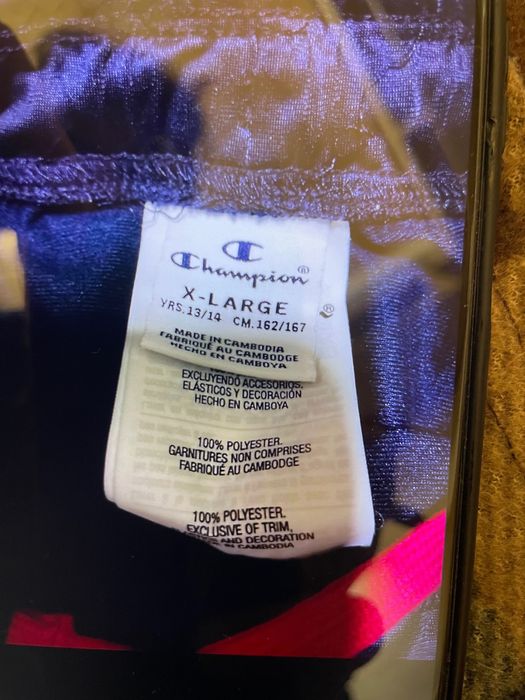 Champion®
X-LARGE
YRS.13/14 CM.162/167
®
MADE IN CAMBODIA
FABRIQUÉ AU CAMBODGE
HECHO EN CAMBOYA
EXCLUYENDO ACCESORIOS,
ELÁSTICOS Y DECORACIÓN
HECHO EN CAMBOYA
100% POLYESTER.
GARNITURES NON COMPRISES
FABRIQUÉ AU CAMBODGE
100% POLYESTER.
EXCLUSIVE OF TRIM,
AND DECORATION
IN CAMBODIA